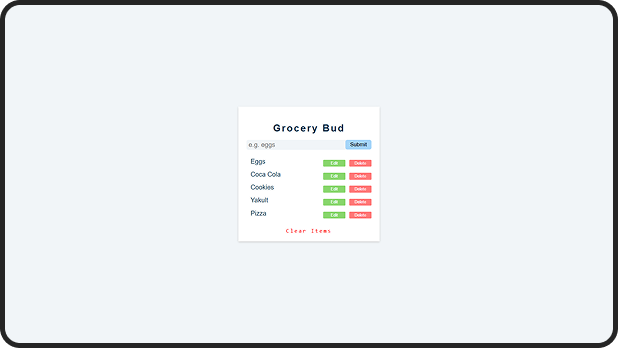 Grocery Bud
e.g. eggs Submit
Eggs Edit Delete
Coca Cola Edit Delete
Cookies Edit Delete
Yakult Edit Delete
Pizza Edit Delete
Clear Items